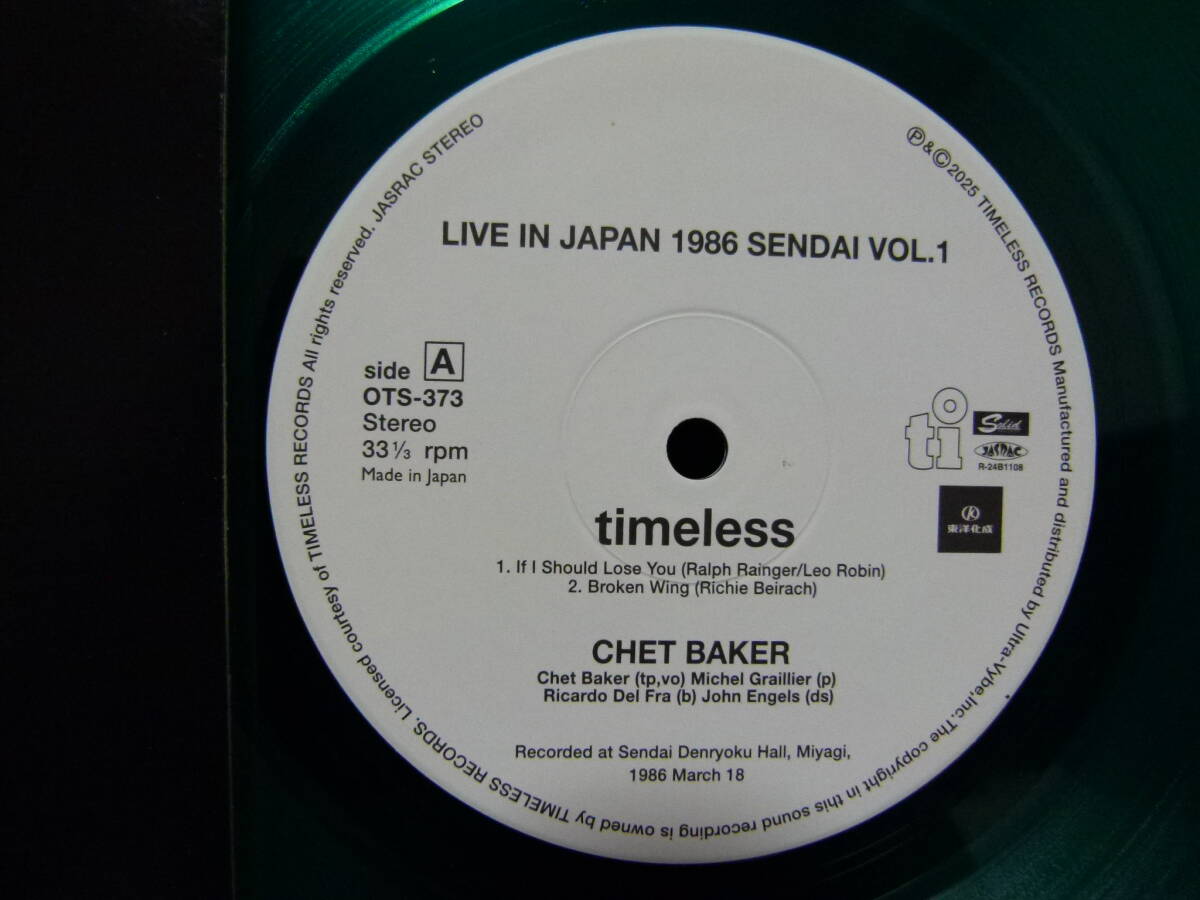 LIVE IN JAPAN 1986 SENDAI VOL.1
side A
OTS-373
Stereo
33⅓ rpm
Made in Japan
ti
Solid
JASRAC
R-24B1108
東洋化成
timeless
1. If I Should Lose You (Ralph Rainger/Leo Robin)
2. Broken Wing (Richie Beirach)
CHET BAKER
Chet Baker (tp,vo) Michel Graillier (p)
Ricardo Del Fra (b) John Engels (ds)
Recorded at Sendai Denryoku Hall, Miyagi,
1986 March 18
Ⓟ&©2025 TIMELESS RECORDS Manufactured and distributed by Ultra-Vybe,Inc.The copyright in this sound recording is owned by TIMELESS RECORDS. Licensed courtesy of TIMELESS RECORDS All rights reserved. JASRAC STEREO